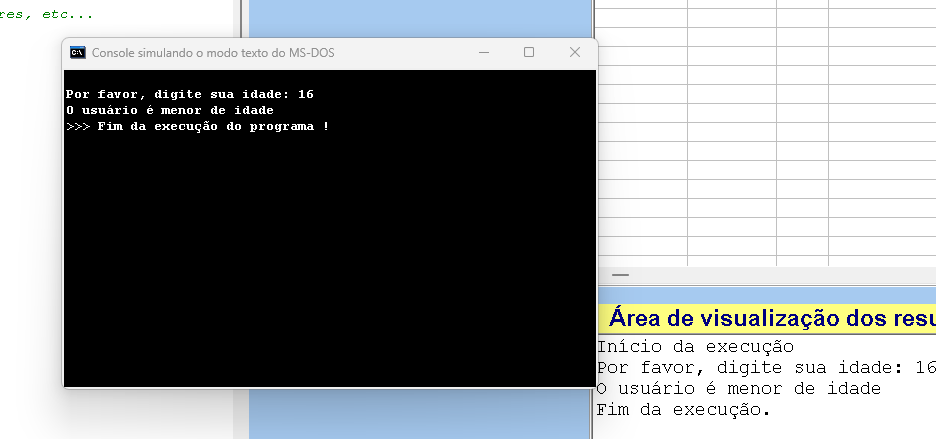 res, etc...
Console simulando o modo texto do MS-DOS
Por favor, digite sua idade: 16
O usuário é menor de idade
>>> Fim da execução do programa !
Área de visualização dos resu
Início da execução
Por favor, digite sua idade: 16
O usuário é menor de idade
Fim da execução.